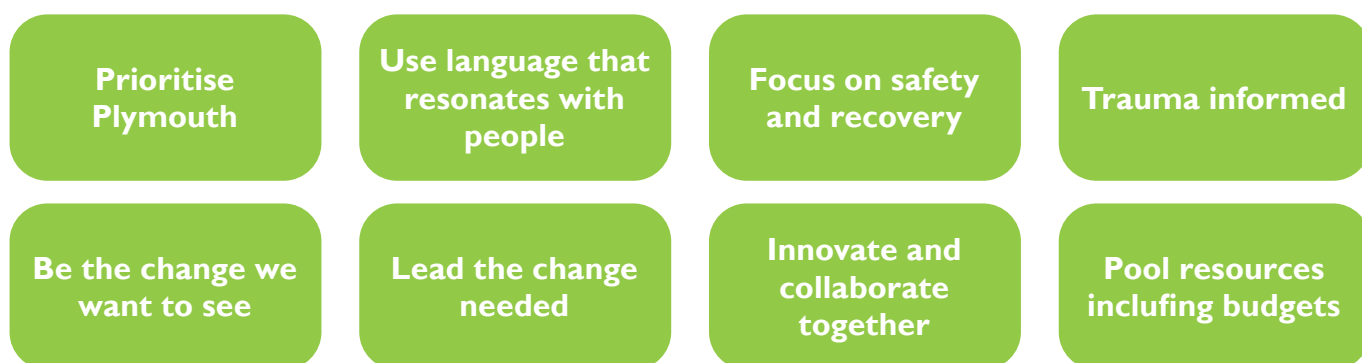 Prioritise
Plymouth
Use language that
resonates with
people
Focus on safety
and recovery
Trauma informed
Be the change we
want to see
Lead the change
needed
Innovate and
collaborate
together
Pool resources
inclufing budgets